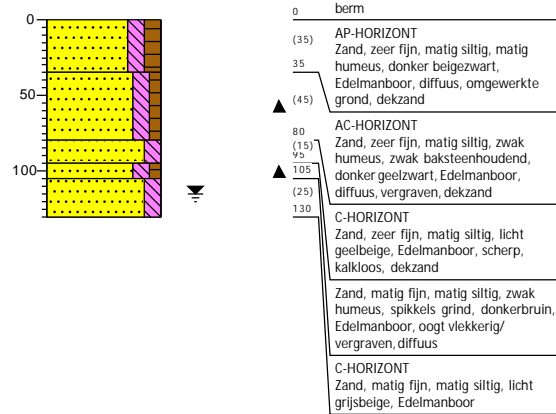 0
50
100
0
(35)
35
(45)
80
(15)
95
105
(25)
130
berm
AP-HORIZONT
Zand, zeer fijn, matig siltig, matig
humeus, donker beigezwart,
Edelmanboor, diffuus, omgewerkte
grond, dekzand
AC-HORIZONT
Zand, zeer fijn, matig siltig, zwak
humeus, zwak baksteenhoudend,
donker geelzwart, Edelmanboor,
diffuus, vergraven, dekzand
C-HORIZONT
Zand, zeer fijn, matig siltig, licht
geelbeige, Edelmanboor, scherp,
kalkloos, dekzand
Zand, matig fijn, matig siltig, zwak
humeus, spikkels grind, donkerbruin,
Edelmanboor, oogt vlekkerig/
vergraven, diffuus
C-HORIZONT
Zand, matig fijn, matig siltig, licht
grijsbeige, Edelmanboor